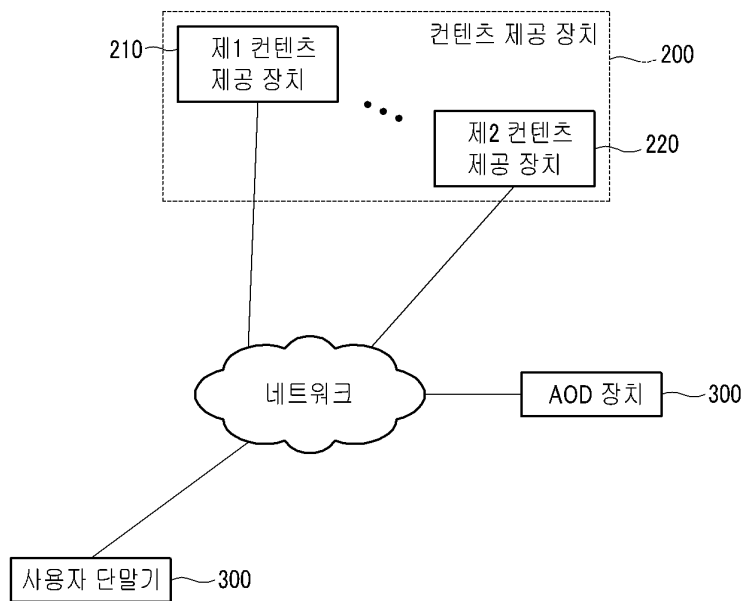 컨텐츠 제공 장치
200
210
제1 컨텐츠
제공 장치
제2 컨텐츠
제공 장치
220
네트워크
AOD 장치
300
사용자 단말기
300